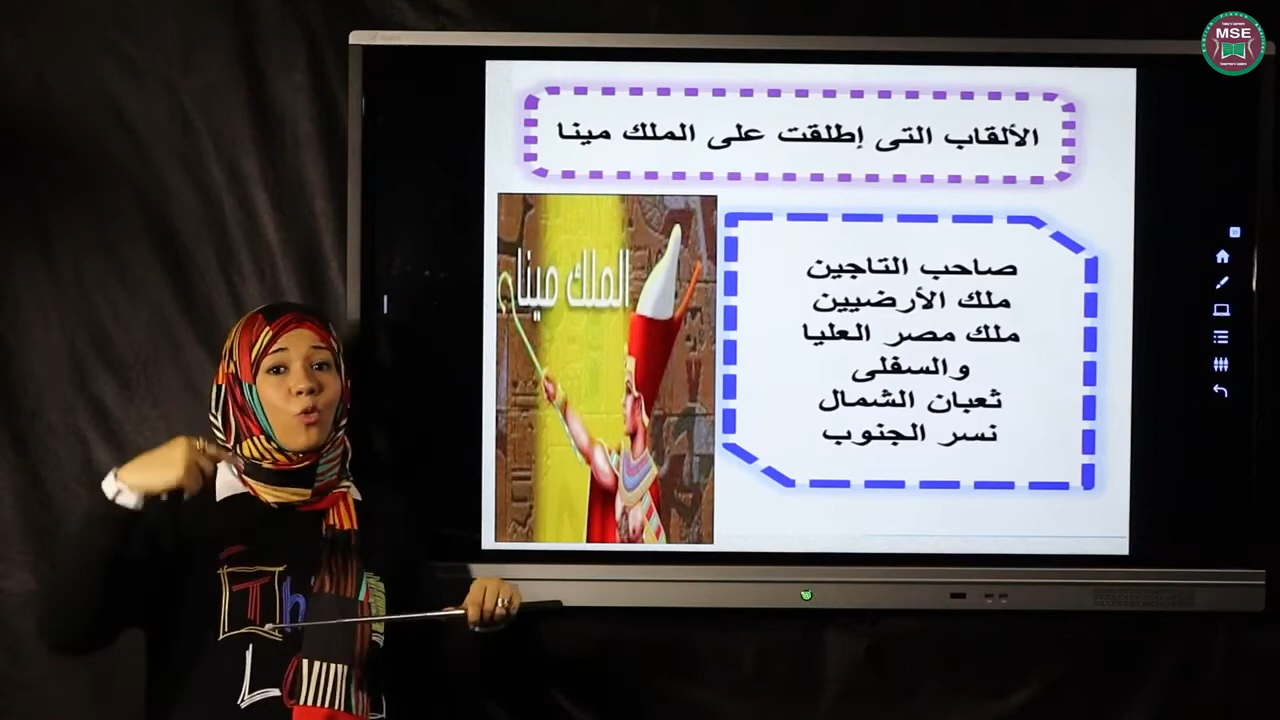 MSE
الألقاب التى إطلقت على الملك مينا
الملك مينا
صاحب التاجين
ملك الأرضيين
ملك مصر العليا
والسفلى
ثعبان الشمال
نسر الجنوب
Th